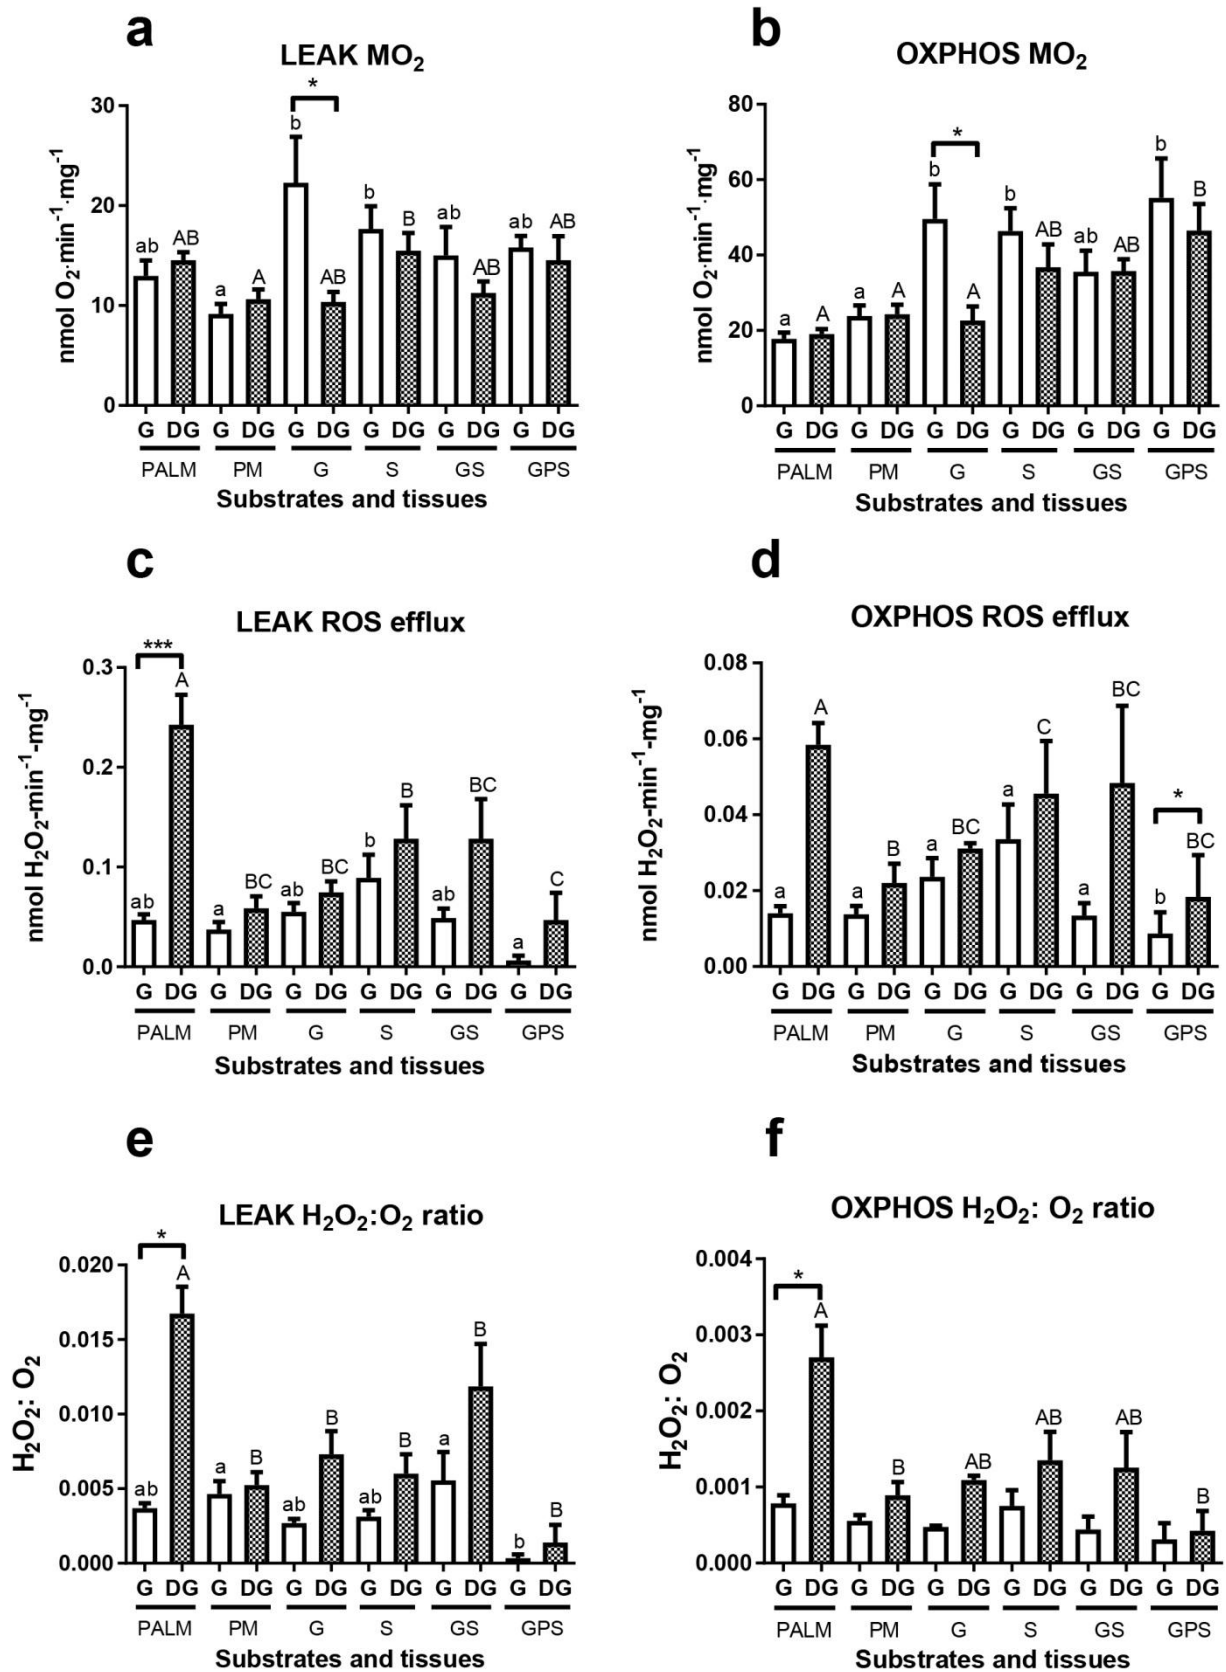 a
LEAK MO₂
nmol O₂·min⁻¹·mg⁻¹
30
20
10
0
*
ab AB a A b AB b B ab AB ab AB
G DG G DG G DG G DG G DG G DG
PALM PM G S GS GPS
Substrates and tissues
b
OXPHOS MO₂
nmol O₂·min⁻¹·mg⁻¹
80
60
40
20
0
*
a A a A b A b AB ab AB b B
G DG G DG G DG G DG G DG G DG
PALM PM G S GS GPS
Substrates and tissues
c
LEAK ROS efflux
nmol H₂O₂-min⁻¹-mg⁻¹
0.3
0.2
0.1
0.0
***
ab A a BC ab BC b B ab BC a C
G DG G DG G DG G DG G DG G DG
PALM PM G S GS GPS
Substrates and tissues
d
OXPHOS ROS efflux
nmol H₂O₂-min⁻¹-mg⁻¹
0.08
0.06
0.04
0.02
0.00
*
a A a B a BC a C a BC b BC
G DG G DG G DG G DG G DG G DG
PALM PM G S GS GPS
Substrates and tissues
e
LEAK H₂O₂:O₂ ratio
H₂O₂: O₂
0.020
0.015
0.010
0.005
0.000
*
ab A a B ab B ab B a B b B
G DG G DG G DG G DG G DG G DG
PALM PM G S GS GPS
Substrates and tissues
f
OXPHOS H₂O₂: O₂ ratio
H₂O₂: O₂
0.004
0.003
0.002
0.001
0.000
*
A B AB AB AB B
G DG G DG G DG G DG G DG G DG
PALM PM G S GS GPS
Substrates and tissues